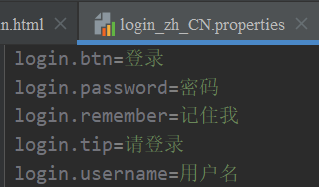 n.html
login_zh_CN.properties
login.btn=登录
login.password=密码
login.remember=记住我
login.tip=请登录
login.username=用户名